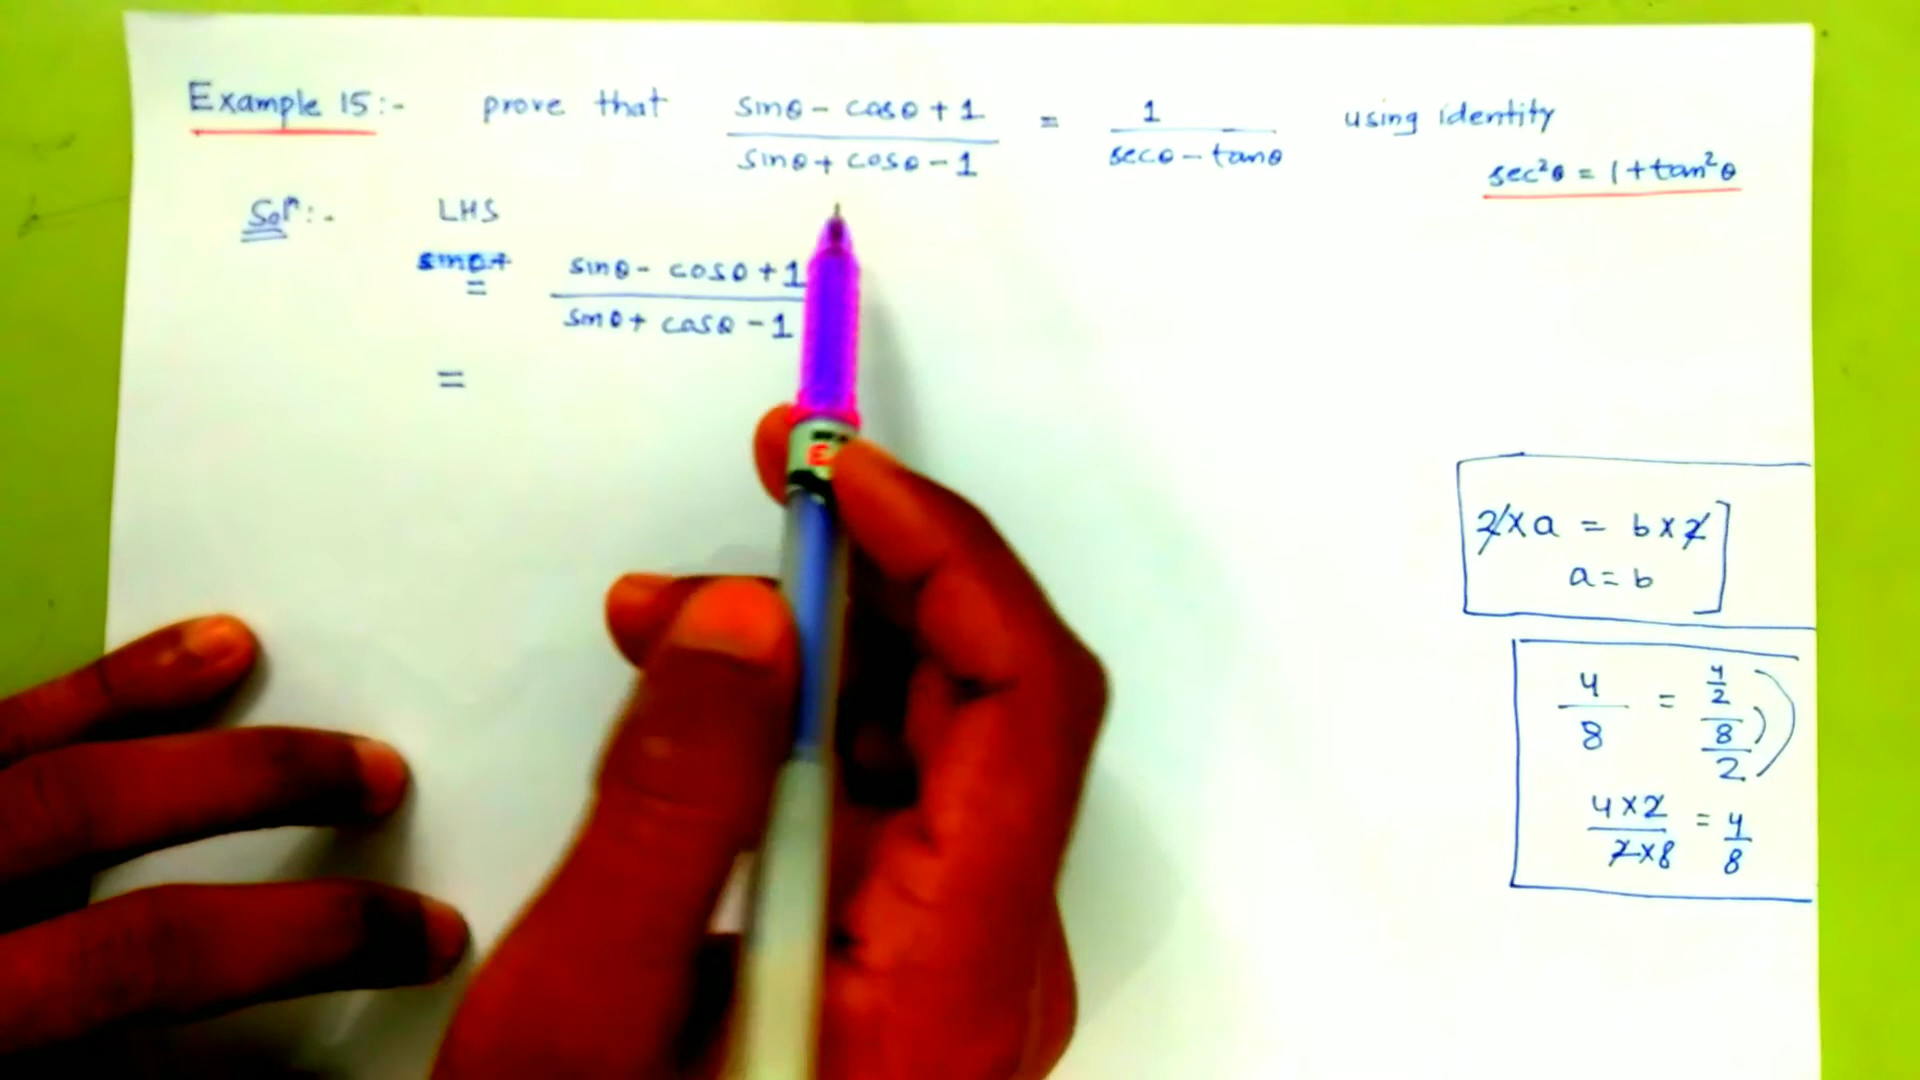 Example 15:- prove that sinθ - cosθ + 1 / sinθ + cosθ - 1 = 1 / secθ - tanθ using identity
sec²θ = 1 + tan²θ
Solⁿ:- LHS
sinθ+
= sinθ - cosθ + 1 / sinθ + cosθ - 1
=
2 x a = b x 2
a = b
4/8 = 4/2 / 8/2
4 x 2 / 2 x 8 = 4/8